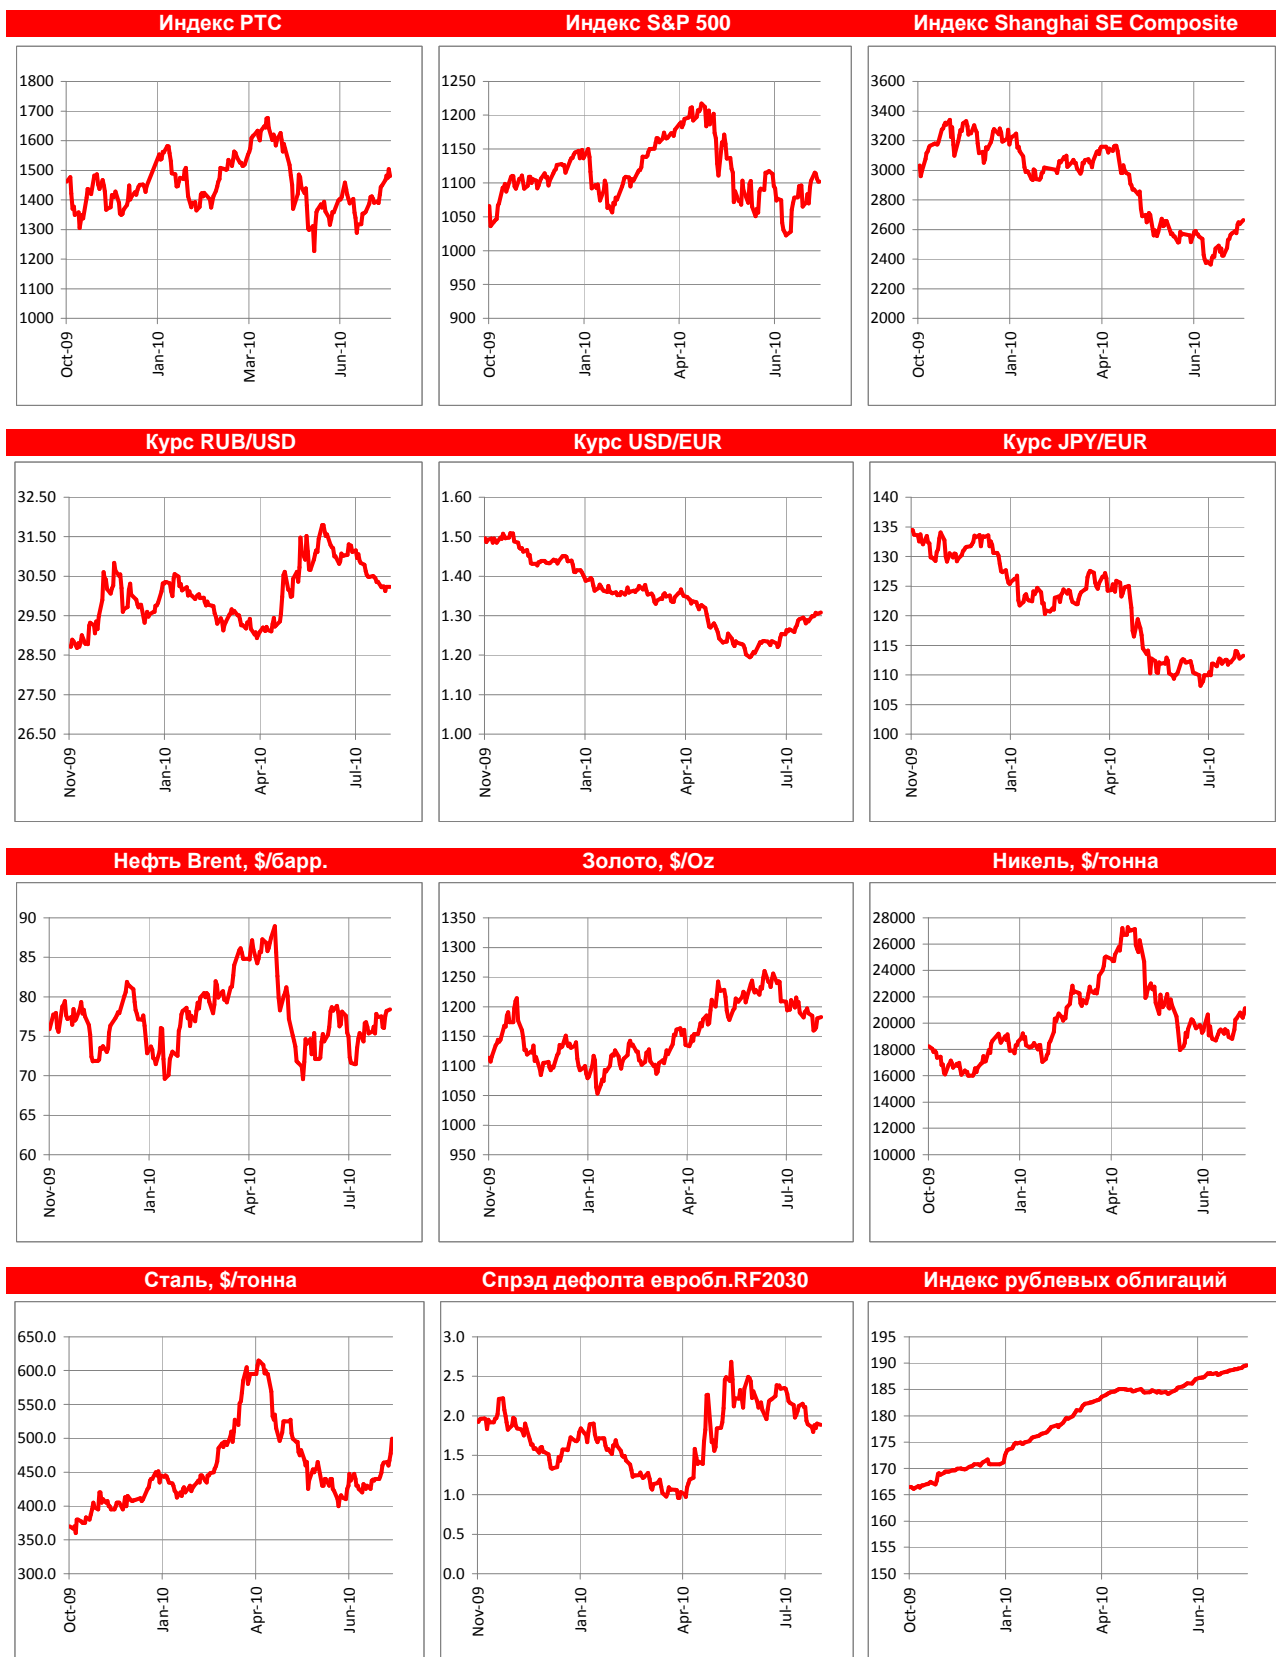 Индекс РТС
1800
1700
1600
1500
1400
1300
1200
1100
1000
Oct-09
Jan-10
Mar-10
Jun-10
Индекс S&P 500
1250
1200
1150
1100
1050
1000
950
900
Oct-09
Jan-10
Apr-10
Jun-10
Индекс Shanghai SE Composite
3600
3400
3200
3000
2800
2600
2400
2200
2000
Oct-09
Jan-10
Apr-10
Jun-10
Курс RUB/USD
32.50
31.50
30.50
29.50
28.50
27.50
26.50
Nov-09
Jan-10
Apr-10
Jul-10
Курс USD/EUR
1.60
1.50
1.40
1.30
1.20
1.10
1.00
Nov-09
Jan-10
Apr-10
Jul-10
Курс JPY/EUR
140
135
130
125
120
115
110
105
100
Nov-09
Jan-10
Apr-10
Jul-10
Нефть Brent, $/барр.
90
85
80
75
70
65
60
Nov-09
Jan-10
Apr-10
Jul-10
Золото, $/Oz
1350
1300
1250
1200
1150
1100
1050
1000
950
Nov-09
Jan-10
Apr-10
Jul-10
Никель, $/тонна
28000
26000
24000
22000
20000
18000
16000
14000
12000
10000
Oct-09
Jan-10
Apr-10
Jun-10
Сталь, $/тонна
650.0
600.0
550.0
500.0
450.0
400.0
350.0
300.0
Oct-09
Jan-10
Apr-10
Jun-10
Спрэд дефолта евробл.RF2030
3.0
2.5
2.0
1.5
1.0
0.5
0.0
Nov-09
Jan-10
Apr-10
Jul-10
Индекс рублевых облигаций
195
190
185
180
175
170
165
160
155
150
Oct-09
Jan-10
Apr-10
Jun-10